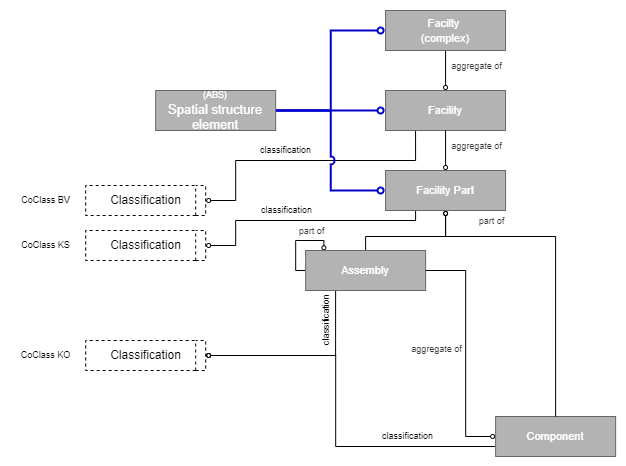 Facility
(complex)
aggregate of
(ABS)
Spatial structure
element
Facility
aggregate of
classification
Facility Part
CoClass BV
Classification
classification
part of
part of
CoClass KS
Classification
Assembly
classification
aggregate of
CoClass KO
Classification
classification
Component